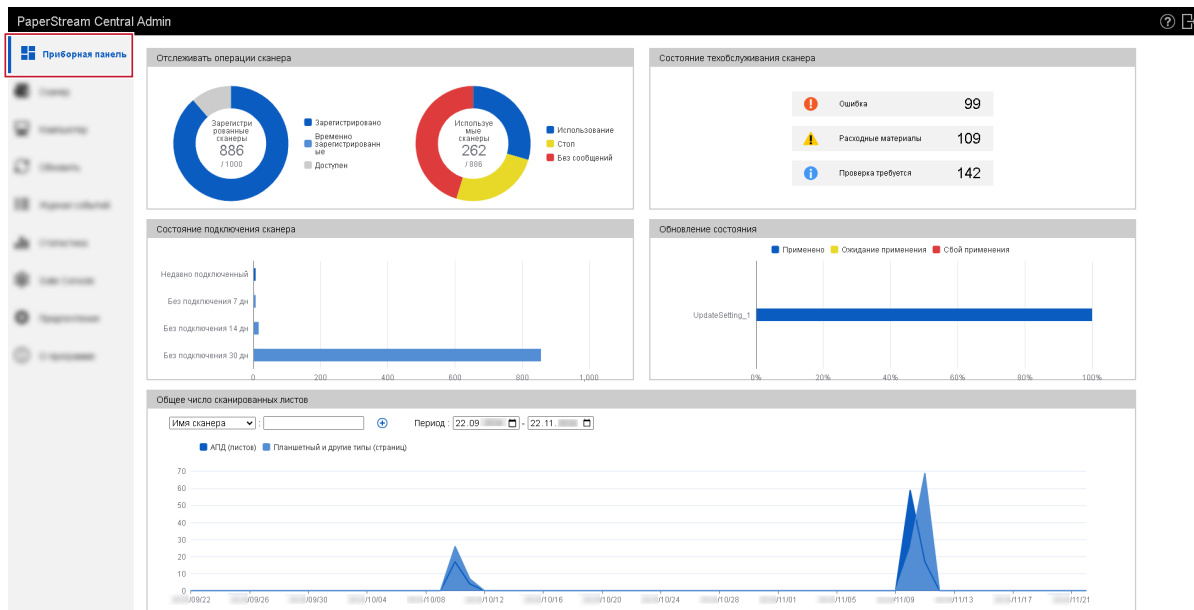 PaperStream Central Admin
Приборная панель
Отслеживать операции сканера
Зарегистри
рованные
сканеры
886
/ 1000
Зарегистрировано
Временно
зарегистрированн
ые
Доступен
Используе
мые
сканеры
262
/ 886
Использование
Стоп
Без сообщений
Состояние техобслуживания сканера
Ошибка 99
Расходные материалы 109
Проверка требуется 142
Состояние подключения сканера
Недавно подключенный
Без подключения 7 дн
Без подключения 14 дн
Без подключения 30 дн
0 200 400 600 800 1,000
Обновление состояния
Применено Ожидание применения Сбой применения
UpdateSetting_1
0% 20% 40% 60% 80% 100%
Общее число сканированных листов
Имя сканера : Период : 22.09 - 22.11.
АПД (листов) Планшетный и другие типы (страниц)
70
60
50
40
30
20
10
0
/09/22 /09/26 /09/30 /10/04 /10/08 /10/12 /10/16 /10/20 /10/24 /10/28 /11/01 /11/05 /11/09 /11/13 /11/17 /11/21